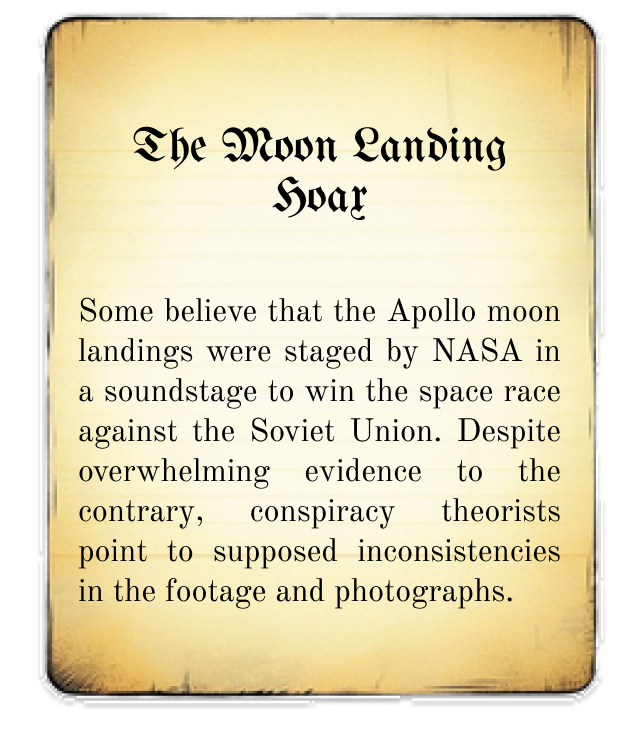 The Moon Landing
Hoax
Some believe that the Apollo moon
landings were staged by NASA in
a soundstage to win the space race
against the Soviet Union. Despite
overwhelming evidence to the
contrary, conspiracy theorists
point to supposed inconsistencies
in the footage and photographs.